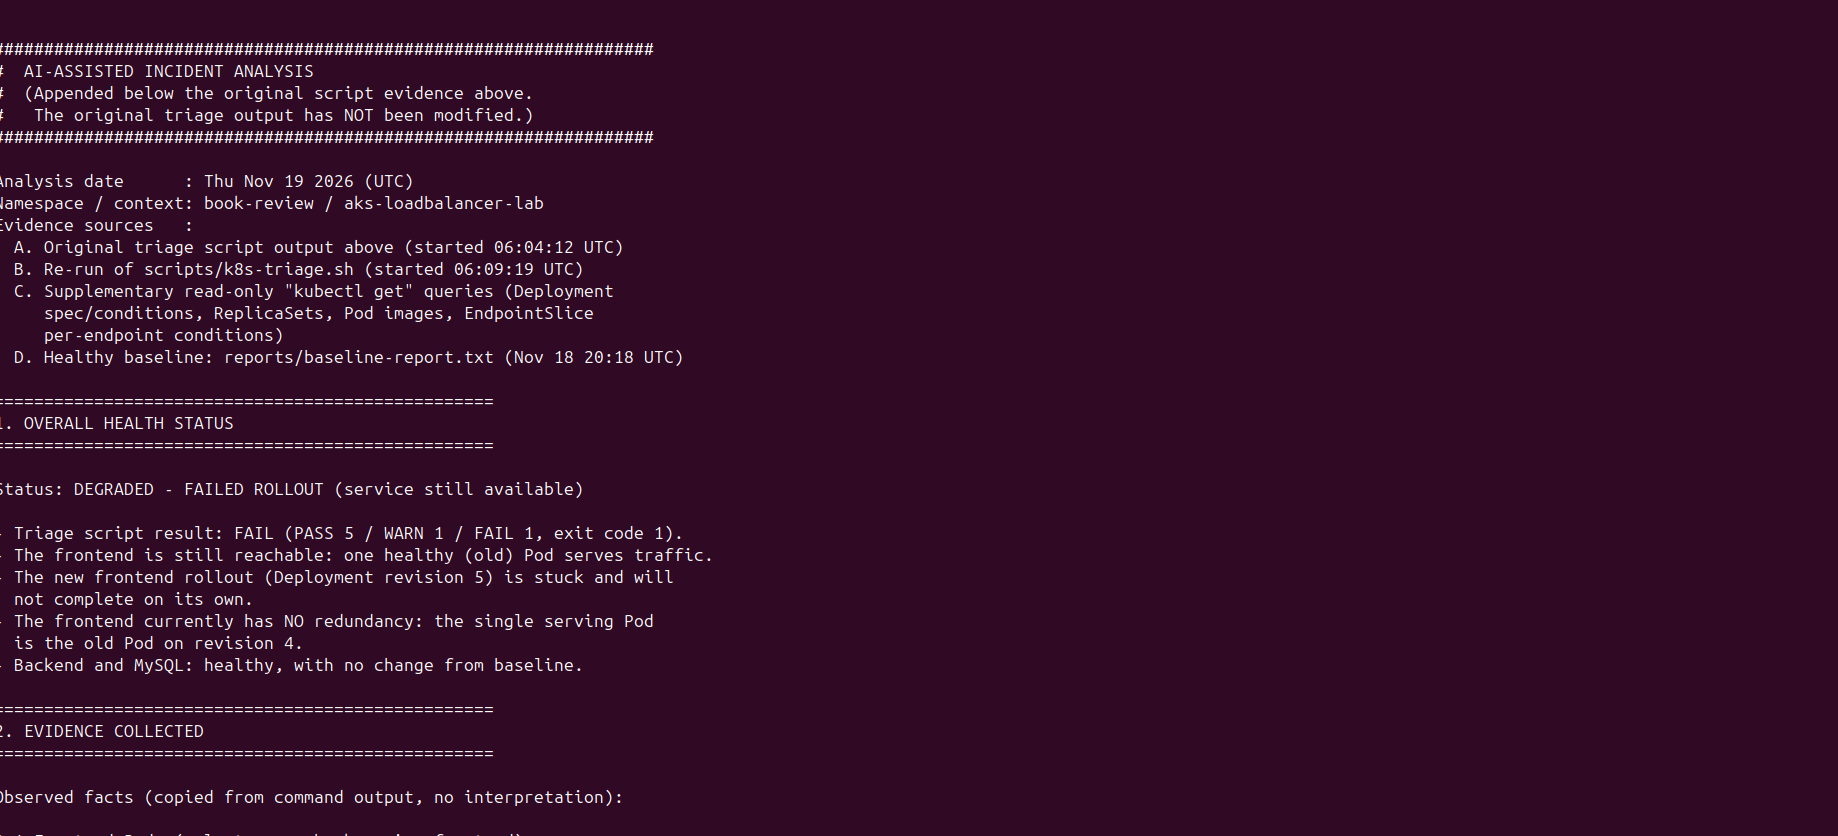 ###################################################################
#  AI-ASSISTED INCIDENT ANALYSIS
#  (Appended below the original script evidence above.
#   The original triage output has NOT been modified.)
###################################################################
Analysis date      : Thu Nov 19 2026 (UTC)
Namespace / context: book-review / aks-loadbalancer-lab
Evidence sources   :
A. Original triage script output above (started 06:04:12 UTC)
B. Re-run of scripts/k8s-triage.sh (started 06:09:19 UTC)
C. Supplementary read-only "kubectl get" queries (Deployment
spec/conditions, ReplicaSets, Pod images, EndpointSlice
per-endpoint conditions)
D. Healthy baseline: reports/baseline-report.txt (Nov 18 20:18 UTC)
==================================================
1. OVERALL HEALTH STATUS
==================================================
Status: DEGRADED - FAILED ROLLOUT (service still available)
- Triage script result: FAIL (PASS 5 / WARN 1 / FAIL 1, exit code 1).
- The frontend is still reachable: one healthy (old) Pod serves traffic.
- The new frontend rollout (Deployment revision 5) is stuck and will
not complete on its own.
- The frontend currently has NO redundancy: the single serving Pod
is the old Pod on revision 4.
- Backend and MySQL: healthy, with no change from baseline.
==================================================
2. EVIDENCE COLLECTED
==================================================
Observed facts (copied from command output, no interpretation):